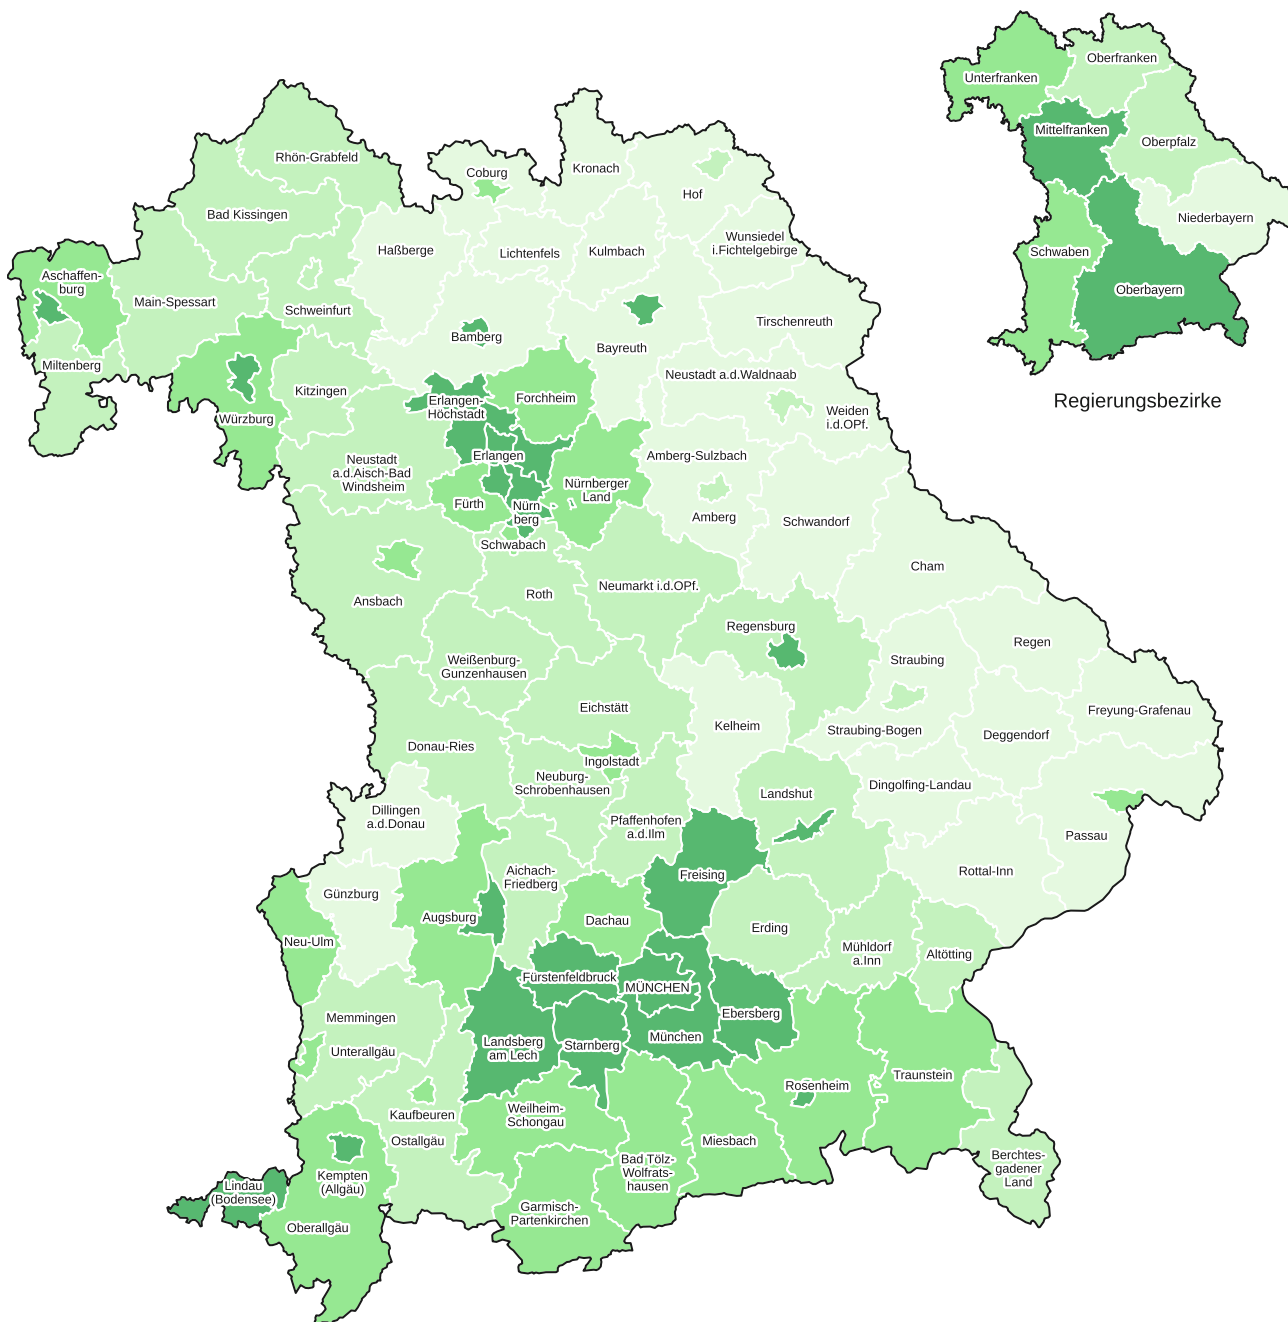 Oberfranken
Unterfranken
Mittelfranken
Oberpfalz
Niederbayern
Schwaben
Oberbayern
Regierungsbezirke
Rhön-Grabfeld
Coburg
Kronach
Hof
Bad Kissingen
Haßberge
Lichtenfels
Kulmbach
Wunsiedel
i.Fichtelgebirge
Aschaffen-
burg
Main-Spessart
Schweinfurt
Tirschenreuth
Bamberg
Bayreuth
Miltenberg
Kitzingen
Neustadt a.d.Waldnaab
Erlangen-
Höchstadt
Forchheim
Weiden
i.d.OPf.
Würzburg
Neustadt
a.d.Aisch-Bad
Windsheim
Erlangen
Amberg-Sulzbach
Nürnberger
Land
Fürth
Nürn
berg
Amberg
Schwandorf
Schwabach
Cham
Ansbach
Roth
Neumarkt i.d.OPf.
Regensburg
Regen
Weißenburg-
Gunzenhausen
Straubing
Eichstätt
Freyung-Grafenau
Kelheim
Straubing-Bogen
Deggendorf
Donau-Ries
Ingolstadt
Neuburg-
Schrobenhausen
Dingolfing-Landau
Landshut
Dillingen
a.d.Donau
Pfaffenhofen
a.d.Ilm
Passau
Aichach-
Friedberg
Freising
Rottal-Inn
Günzburg
Augsburg
Dachau
Erding
Neu-Ulm
Mühldorf
a.Inn
Altötting
Fürstenfeldbruck
MÜNCHEN
Memmingen
Ebersberg
Unterallgäu
Landsberg
am Lech
Starnberg
München
Traunstein
Rosenheim
Kaufbeuren
Weilheim-
Schongau
Ostallgäu
Miesbach
Bad Tölz-
Wolfrats-
hausen
Berchtes-
gadener
Land
Kempten
(Allgäu)
Lindau
(Bodensee)
Garmisch-
Partenkirchen
Oberallgäu